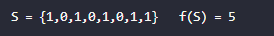 S = {1,0,1,0,1,0,1,1}   f(S) = 5